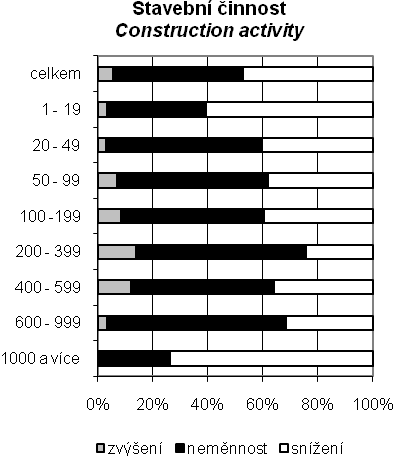 Stavební činnost
Construction activity
celkem
1 - 19
20 - 49
50 - 99
100 -199
200 - 399
400 - 599
600 - 999
1000 a více
0% 20% 40% 60% 80% 100%
zvýšení neměnnost snížení